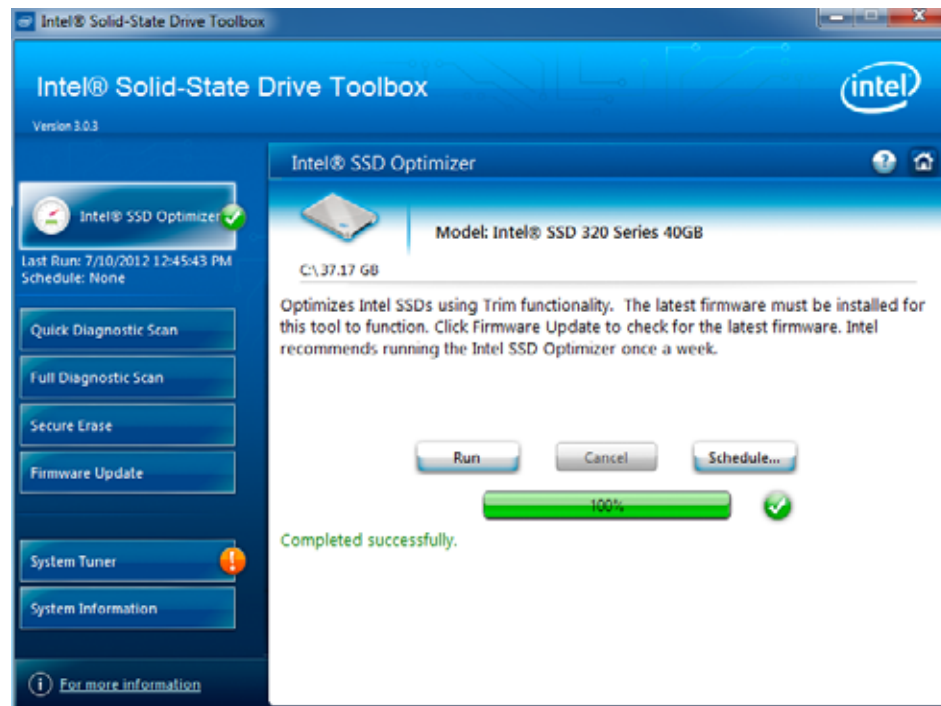 Intel® Solid-State Drive Toolbox
Intel® Solid-State Drive Toolbox
Version 3.0.3
intel
Intel® SSD Optimizer
?
Intel® SSD Optimizer
Last Run: 7/10/2012 12:45:43 PM
Schedule: None
Quick Diagnostic Scan
Full Diagnostic Scan
Secure Erase
Firmware Update
System Tuner
!
System Information
i For more information
Model: Intel® SSD 320 Series 40GB
C:\ 37.17 GB
Optimizes Intel SSDs using Trim functionality. The latest firmware must be installed for
this tool to function. Click Firmware Update to check for the latest firmware. Intel
recommends running the Intel SSD Optimizer once a week.
Run
Cancel
Schedule...
100%
Completed successfully.